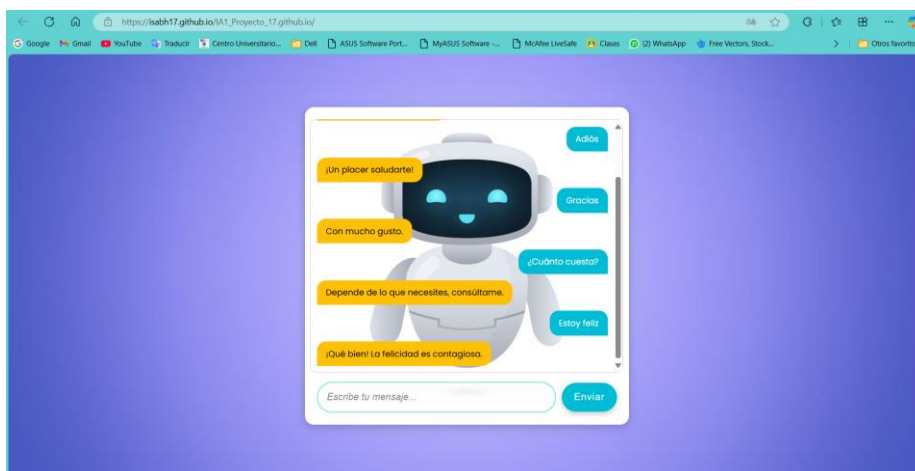 https://isabh17.github.io/IA1_Proyecto_17.github.io/
Google Gmail YouTube Traducir Centro Universitario... Dell ASUS Software Port... MyASUS Software -... McAfee LiveSafe Clases (2) WhatsApp Free Vectors, Stock... Otros favorito
Adiós
¡Un placer saludarte!
Gracias
Con mucho gusto.
¿Cuánto cuesta?
Depende de lo que necesites, consúltame.
Estoy feliz
¡Qué bien! La felicidad es contagiosa.
Escribe tu mensaje... Enviar